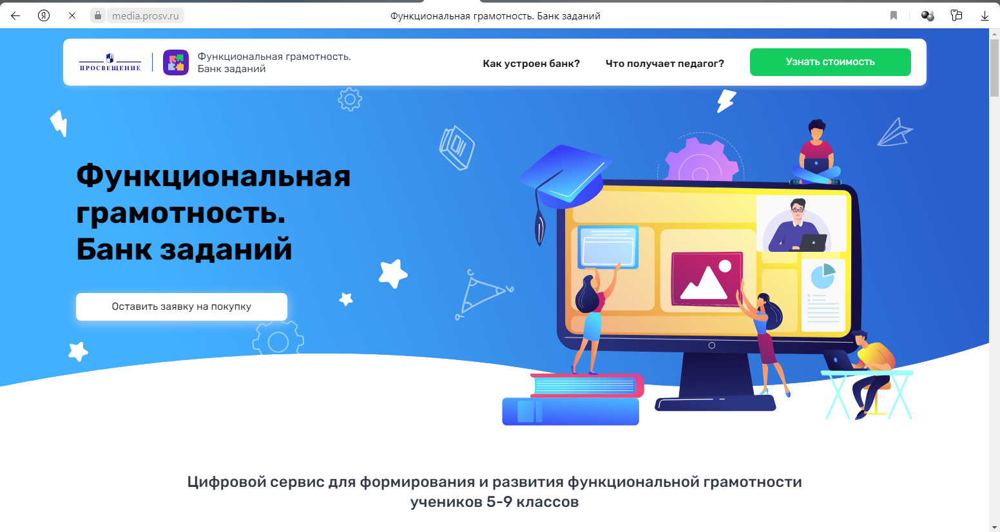 media.prosv.ru
Функциональная грамотность. Банк заданий
ПРОСВЕЩЕНИЕ
Функциональная грамотность.
Банк заданий
Как устроен банк?
Что получает педагог?
Узнать стоимость
Функциональная
грамотность.
Банк заданий
c
b
a
Оставить заявку на покупку
Цифровой сервис для формирования и развития функциональной грамотности
учеников 5-9 классов